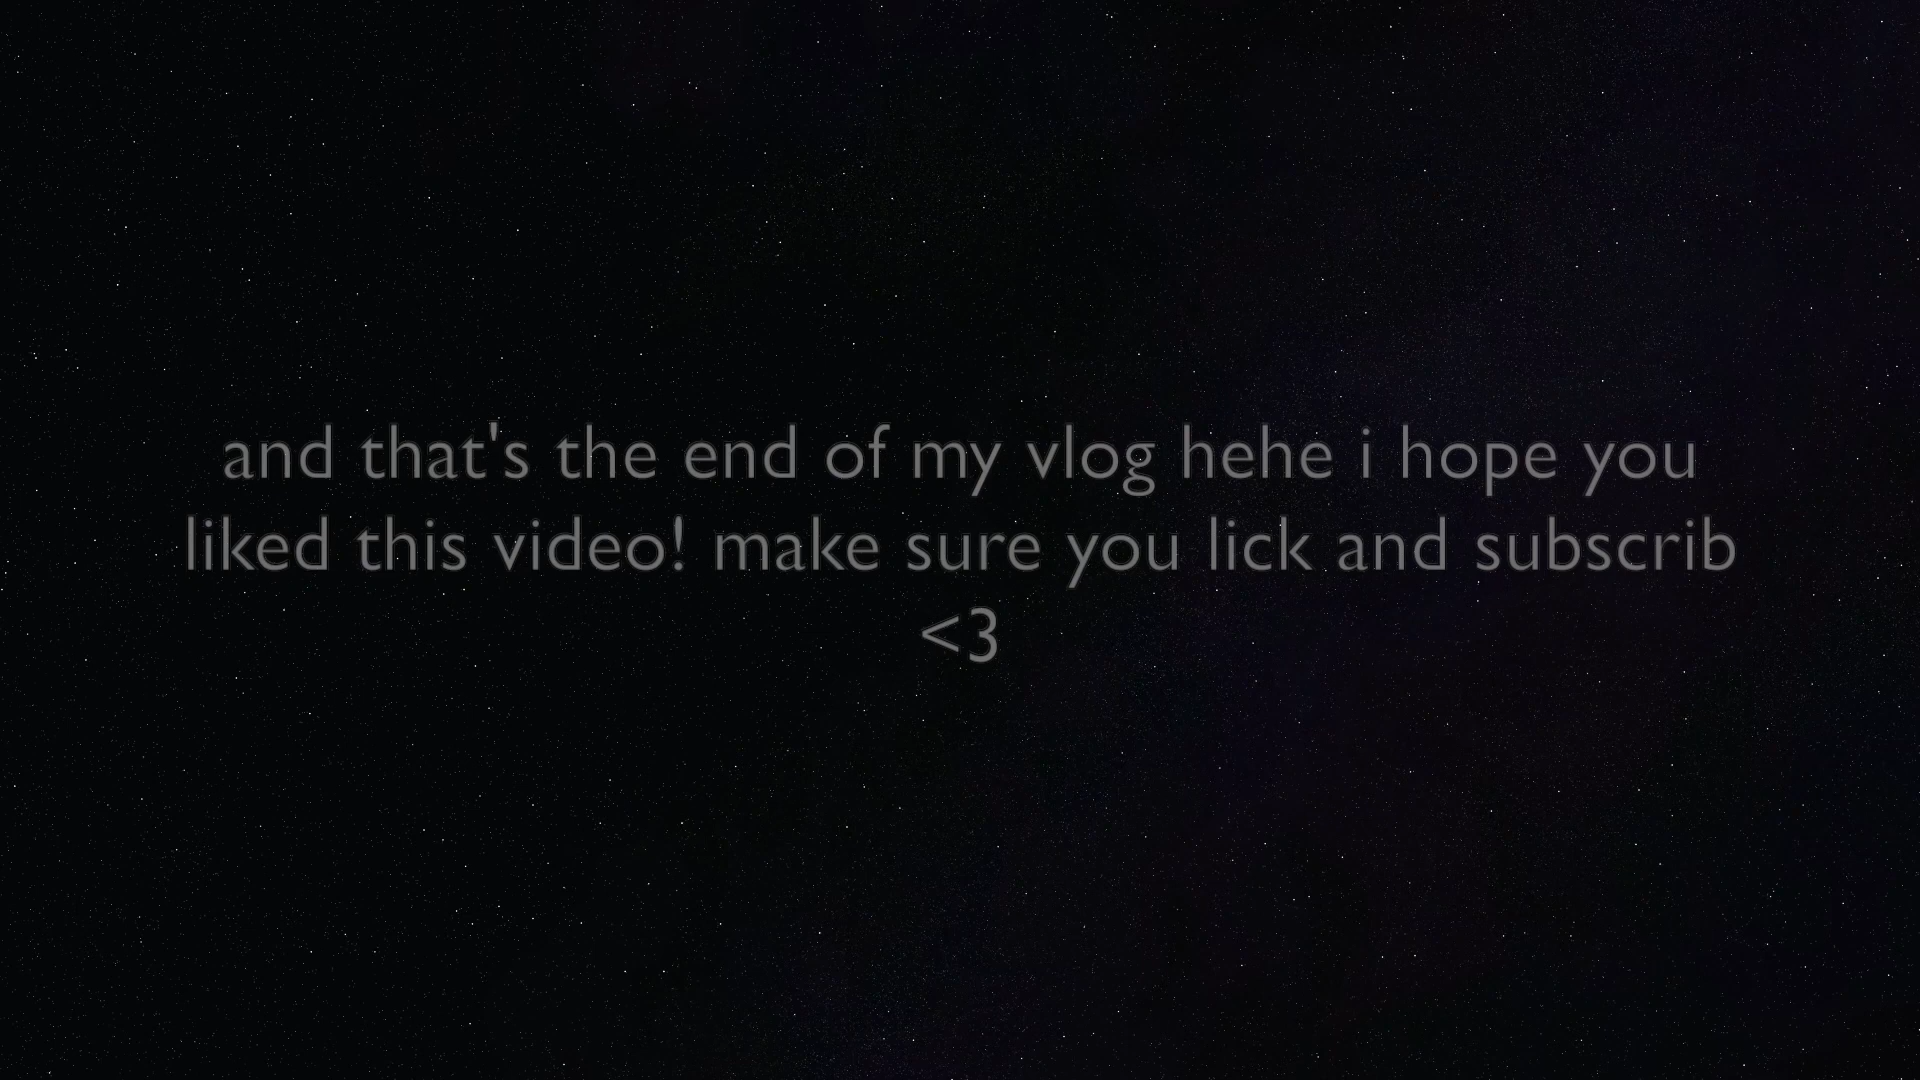 and that's the end of my vlog hehe i hope you
liked this video! make sure you lick and subscrib
<3